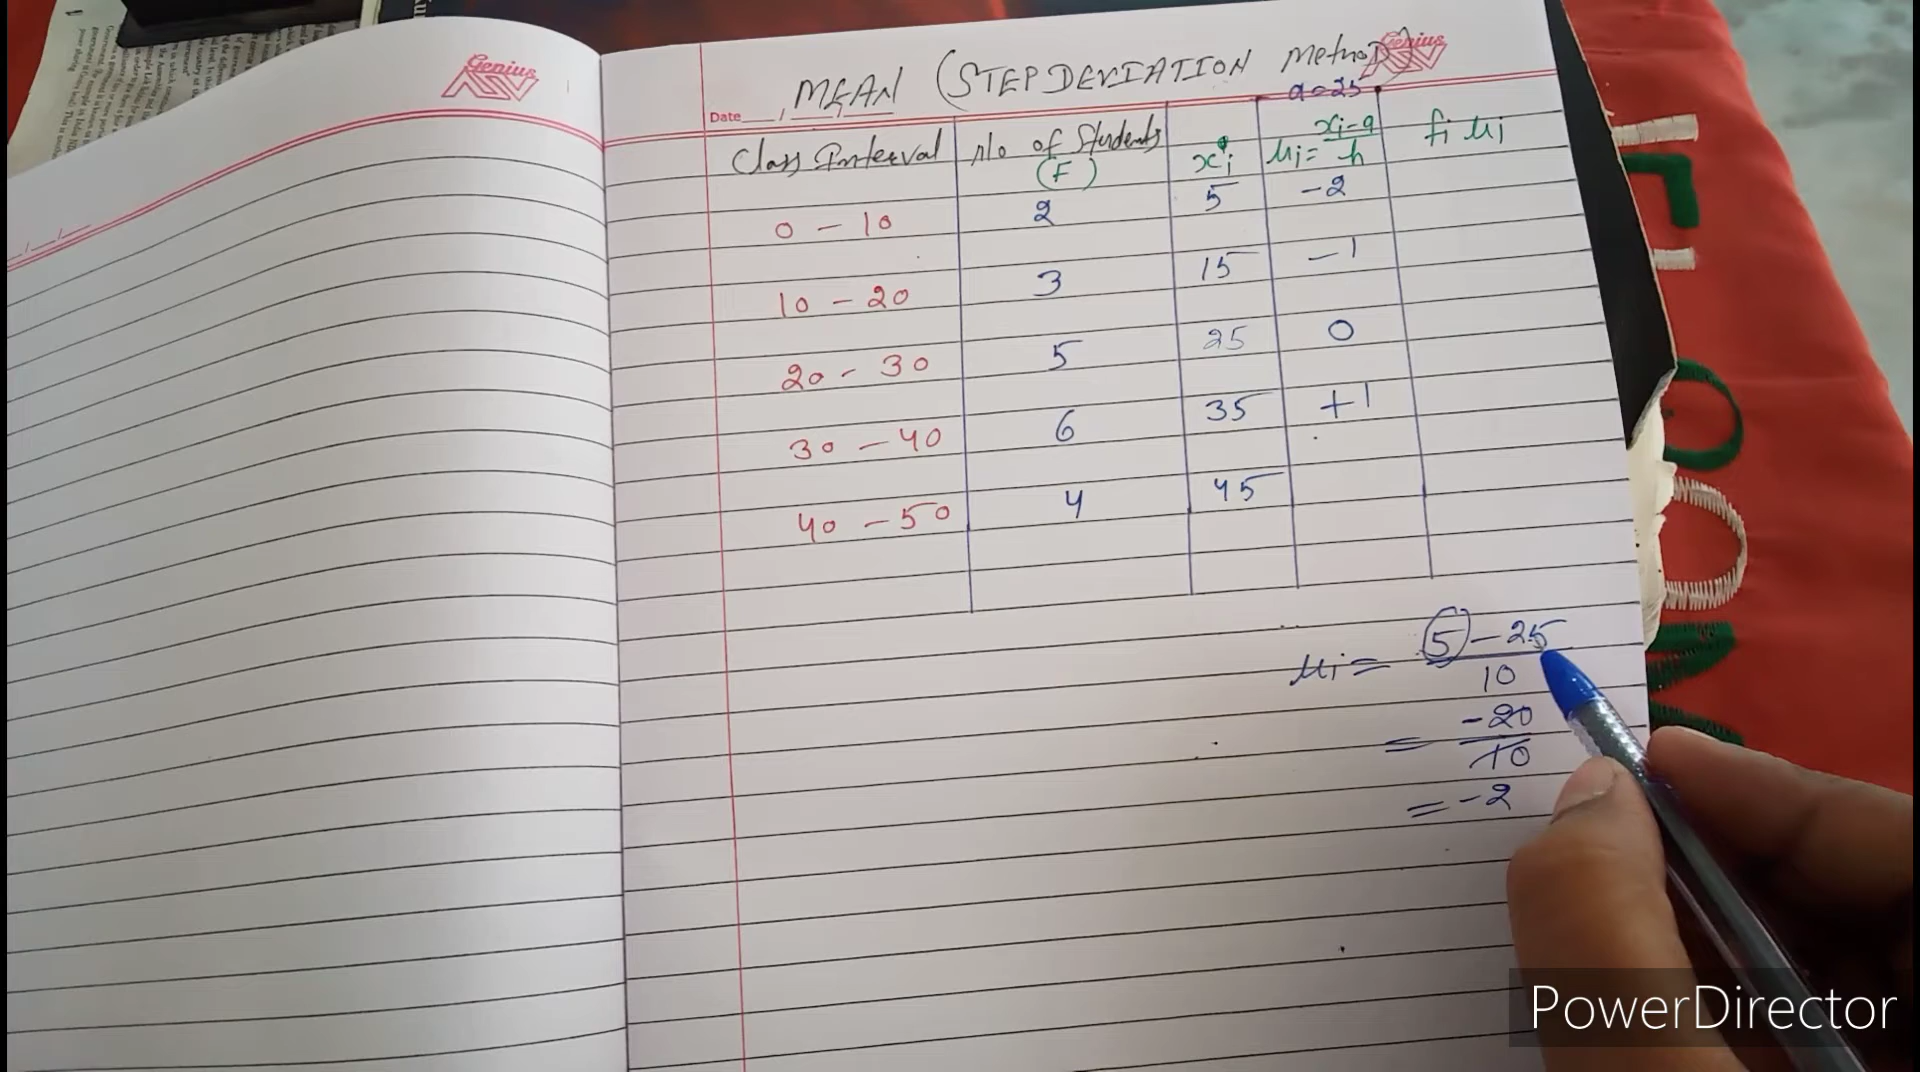 Genius
Genius
MEAN (STEP DEVIATION Method)
Date
a = 25
Class Interval | No of Students (F) | xi | ui = xi-a/h | fi ui
0 - 10 2 5 -2
10 - 20 3 15 -1
20 - 30 5 25 0
30 - 40 6 35 +1
40 - 50 4 45
ui = 5 - 25
10
= -20
10
= -2
PowerDirector